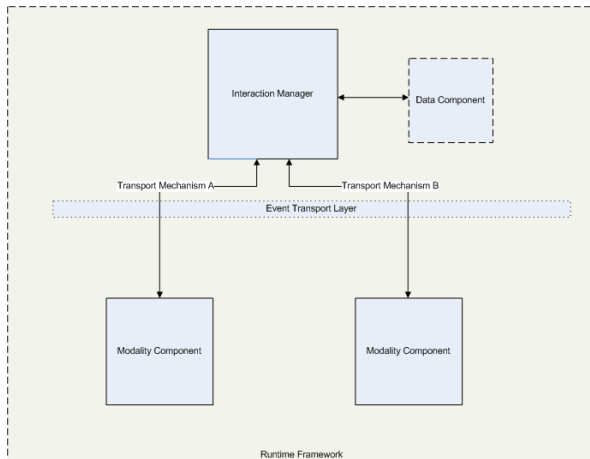 Interaction Manager
Data Component
Transport Mechanism A
Transport Mechanism B
Event Transport Layer
Modality Component
Modality Component
Runtime Framework